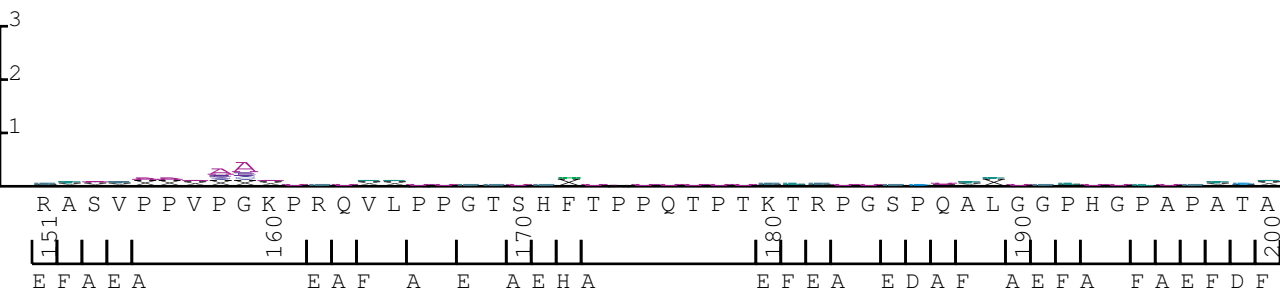 3
2
1
R A S V P P V P G K P R Q V L P P G T S H F T P P Q T P T K T R P G S P Q A L G G P H G P A P A T A
151 160 170 180 190 200
E F A E A E A F A E A E H A E F E A E D A F A E F A F A E F D F